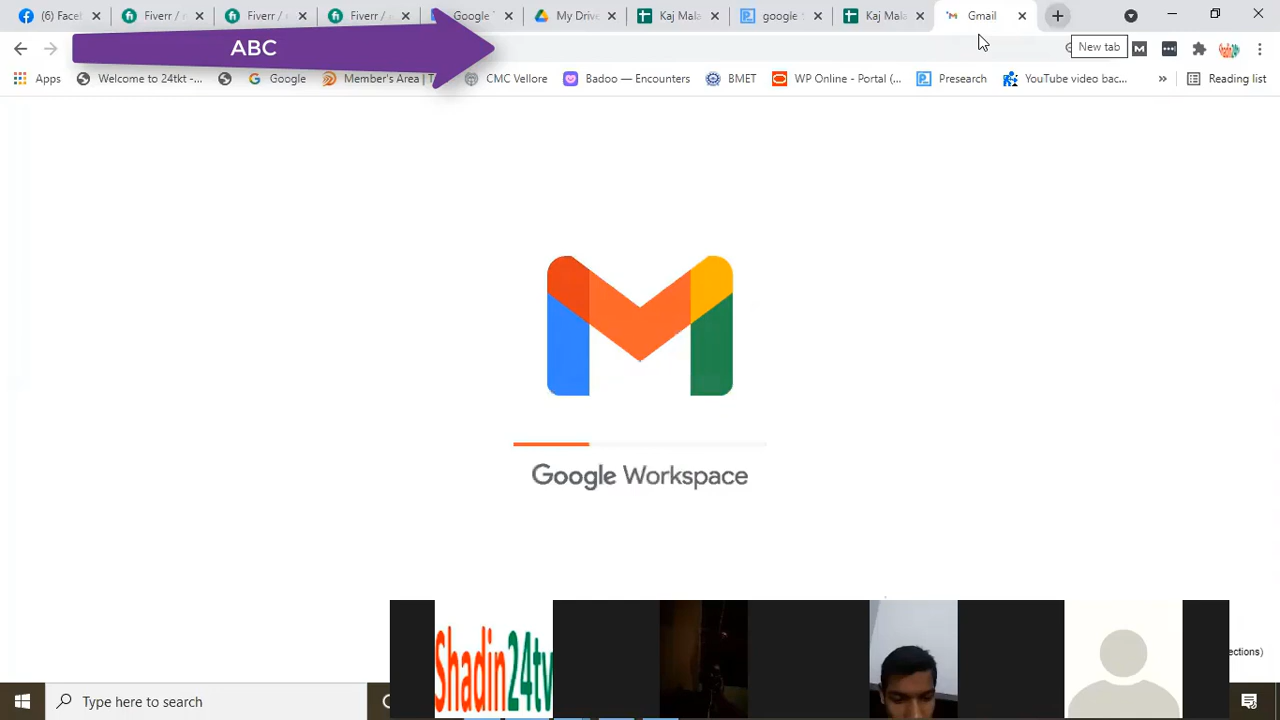 (2) Facel
Fiverr /
Fiverr /
Fiverr /
Google
My Drive
Kaj Mala
google s
Kaj Mala
Gmail
ABC
New tab
Apps
Welcome to 24tkt -...
Google
Member's Area | T
CMC Vellore
Badoo — Encounters
BMET
WP Online - Portal (...
Presearch
YouTube video bac...
»
Reading list
Google Workspace
Shadin24tv
ections)
Type here to search